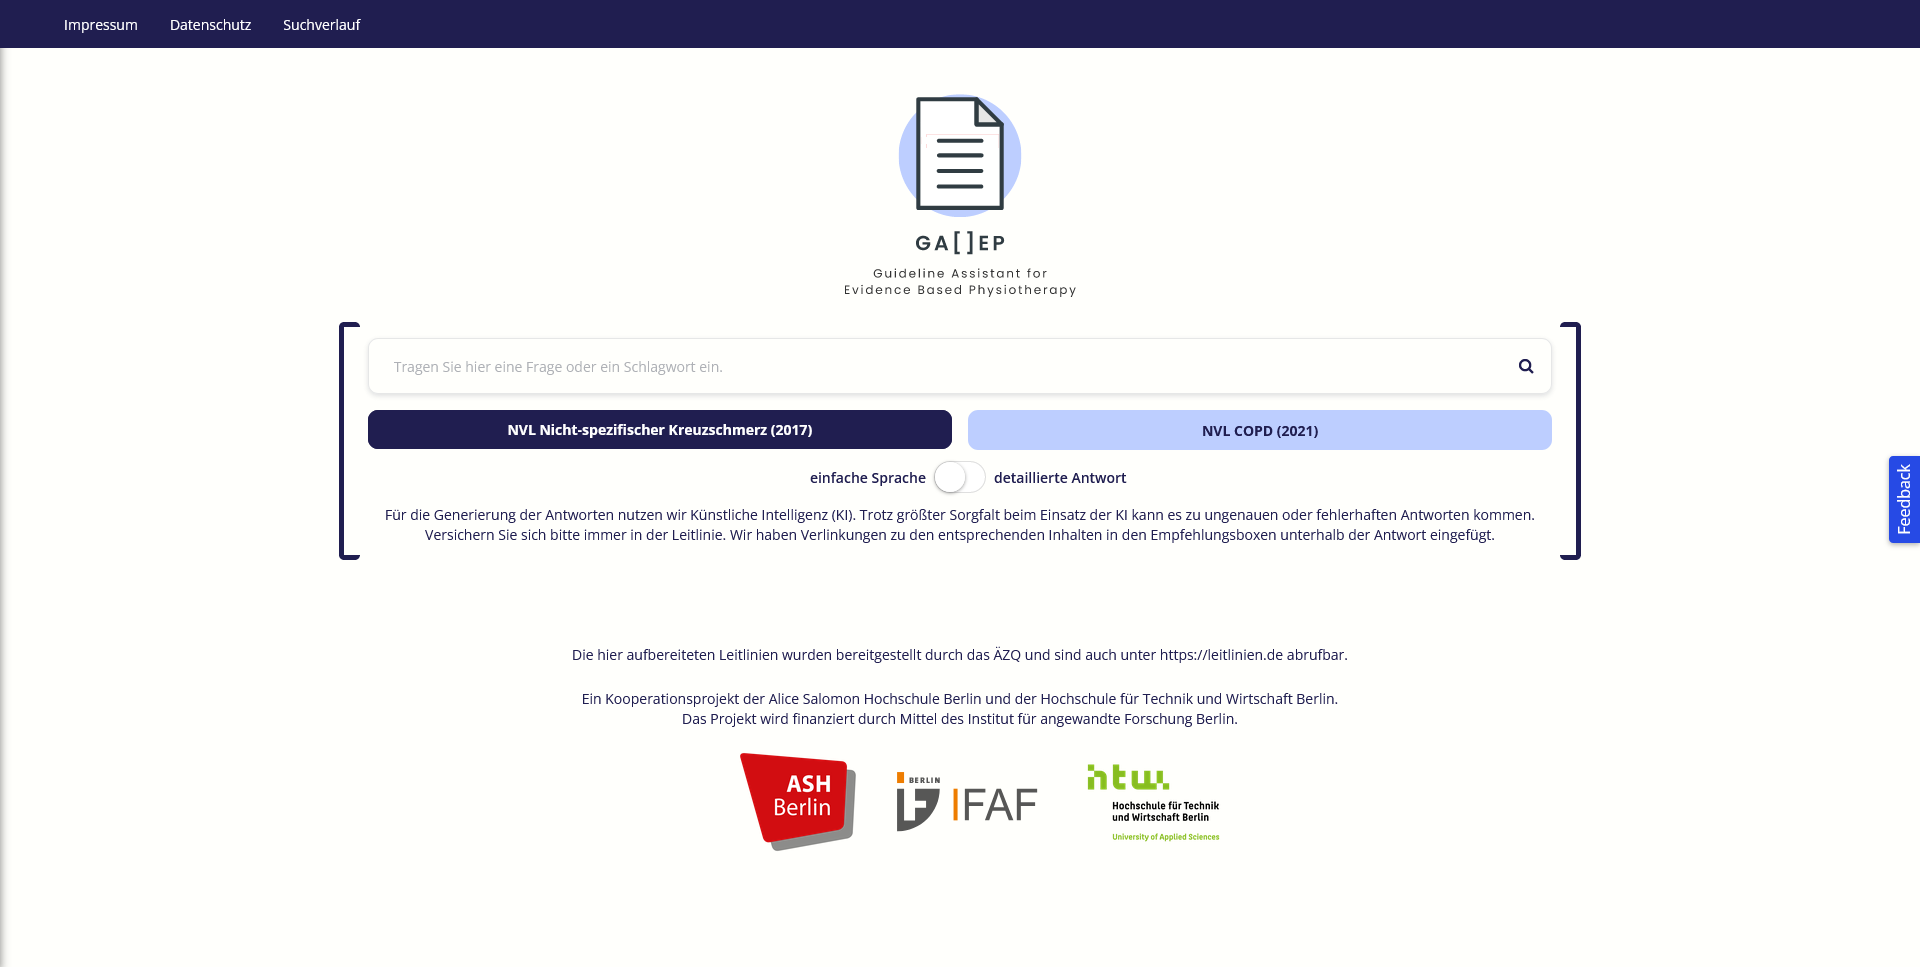 Impressum
Datenschutz
Suchverlauf
GA[]EP
Guideline Assistant for
Evidence Based Physiotherapy
Tragen Sie hier eine Frage oder ein Schlagwort ein.
NVL Nicht-spezifischer Kreuzschmerz (2017)
NVL COPD (2021)
einfache Sprache
detaillierte Antwort
Für die Generierung der Antworten nutzen wir Künstliche Intelligenz (KI). Trotz größter Sorgfalt beim Einsatz der KI kann es zu ungenauen oder fehlerhaften Antworten kommen.
Versichern Sie sich bitte immer in der Leitlinie. Wir haben Verlinkungen zu den entsprechenden Inhalten in den Empfehlungsboxen unterhalb der Antwort eingefügt.
Feedback
Die hier aufbereiteten Leitlinien wurden bereitgestellt durch das ÄZQ und sind auch unter https://leitlinien.de abrufbar.
Ein Kooperationsprojekt der Alice Salomon Hochschule Berlin und der Hochschule für Technik und Wirtschaft Berlin.
Das Projekt wird finanziert durch Mittel des Institut für angewandte Forschung Berlin.
ASH
Berlin
BERLIN
IFAF
htw.
Hochschule für Technik
und Wirtschaft Berlin
University of Applied Sciences